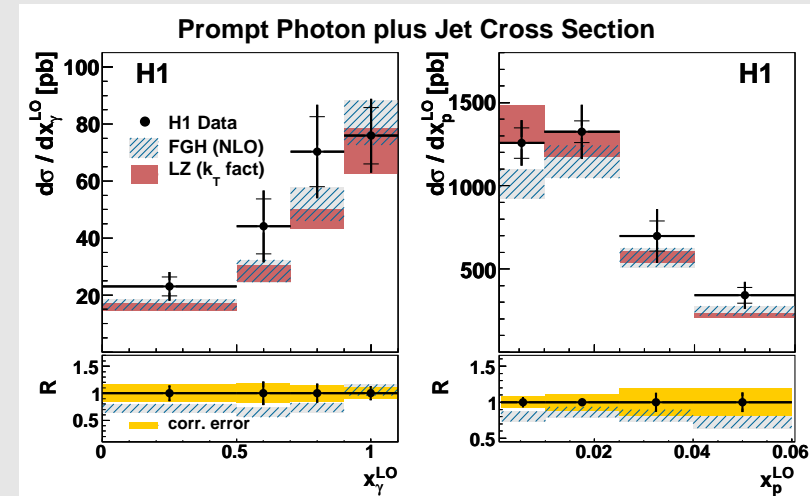 Prompt Photon plus Jet Cross Section
dσ / dx_γ^LO [pb]
100
80
60
40
20
H1
H1 Data
FGH (NLO)
LZ (k_T fact)
R
1.5
1
0.5
corr. error
0
0.5
1
x_γ^LO
dσ / dx_p^LO [pb]
1500
1000
500
H1
R
1.5
1
0.5
0.02
0.04
0.06
x_p^LO